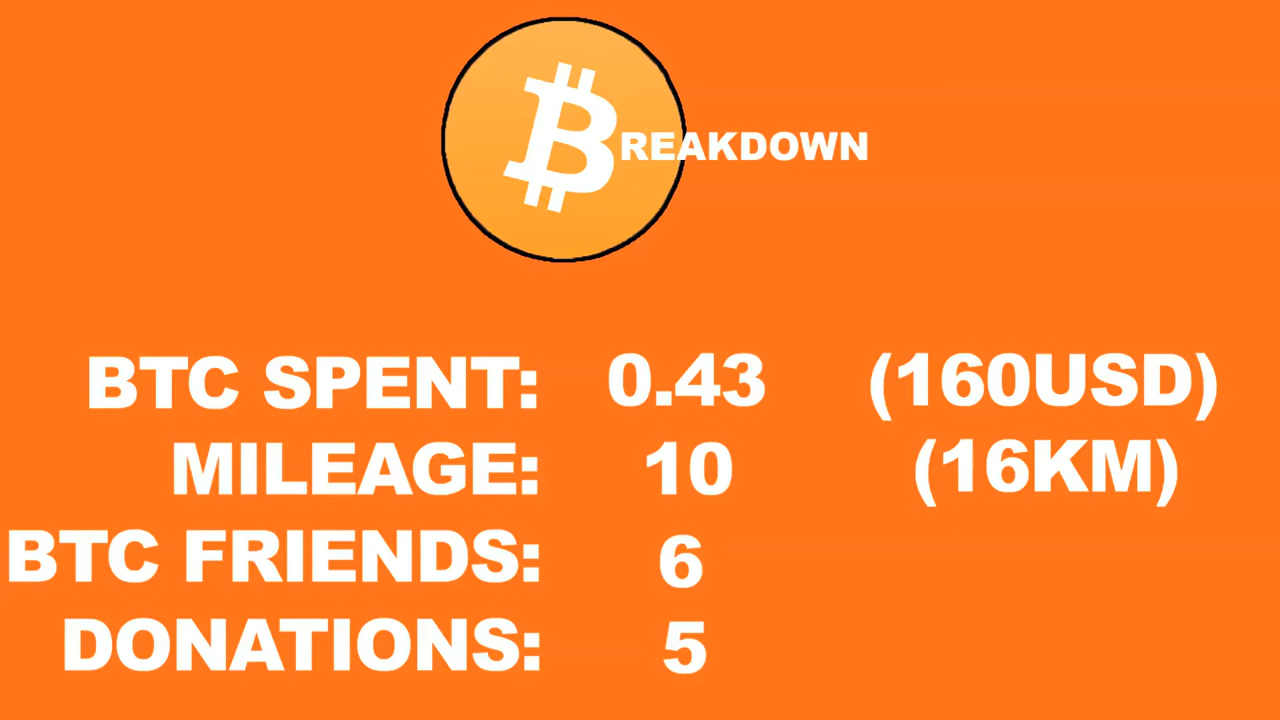 BREAKDOWN
BTC SPENT: 0.43 (160USD)
MILEAGE: 10 (16KM)
BTC FRIENDS: 6
DONATIONS: 5